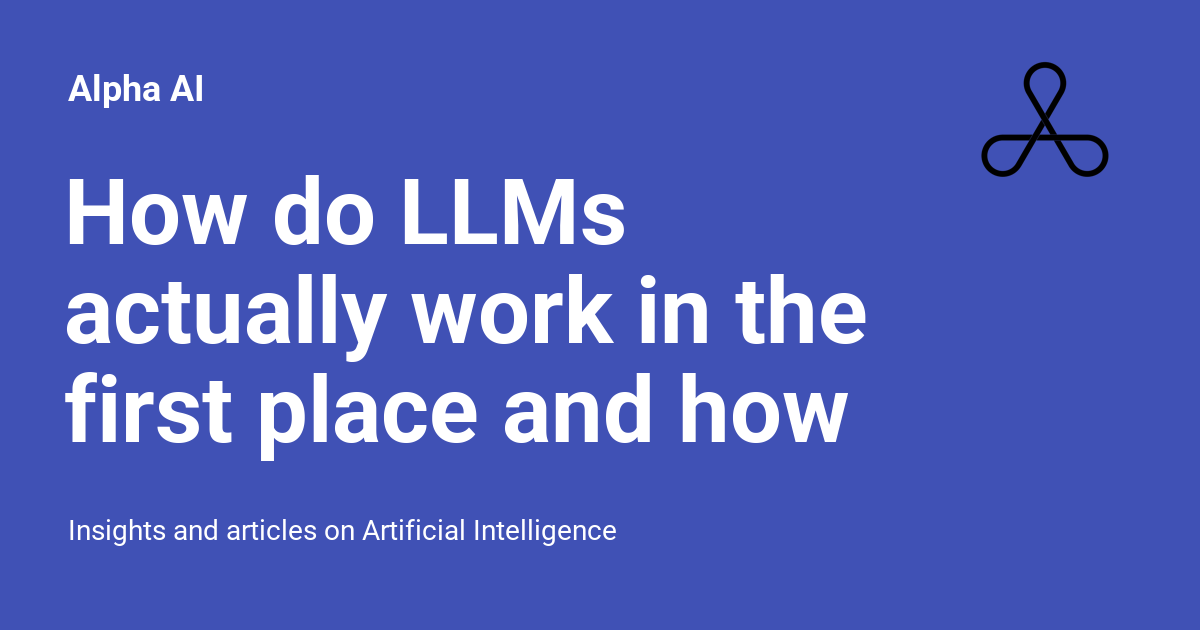 Alpha AI
How do LLMs
actually work in the
first place and how
Insights and articles on Artificial Intelligence